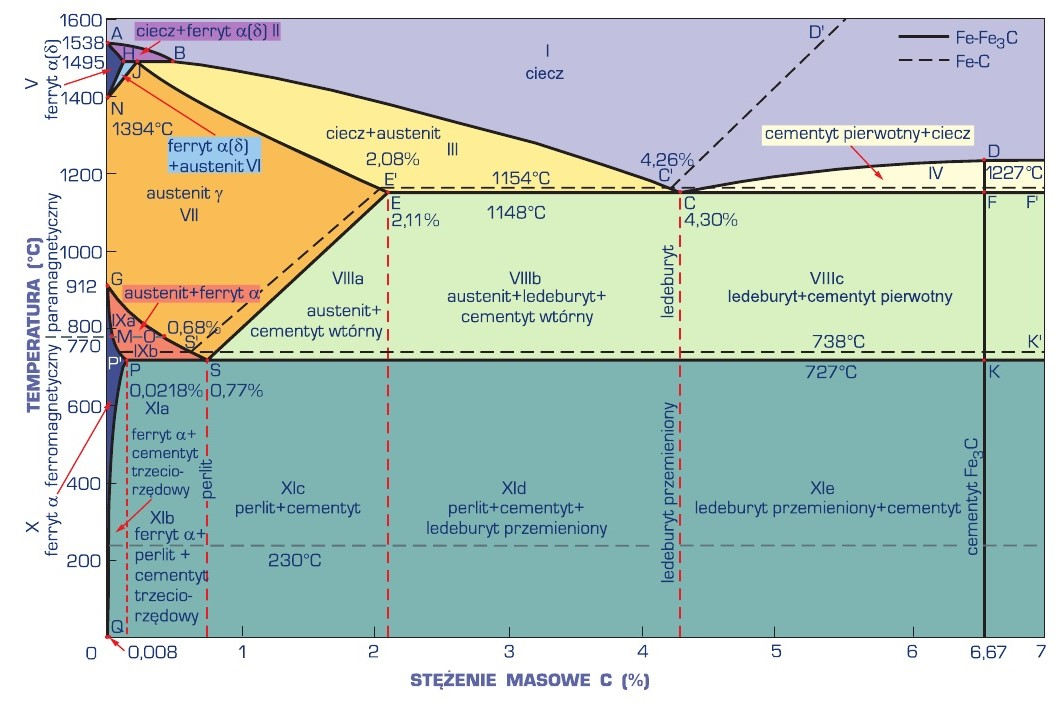 1600
1538
1495
1400
1200
1000
912
800
770
600
400
200
0
TEMPERATURA (°C)
V
ferryt α(δ)
ferromagnetyczny | paramagnetyczny
X
ferryt α
A
ciecz+ferryt α(δ) II
H
B
J
N
1394°C
ferryt α(δ)
+austenit VI
austenit γ
VII
I
ciecz
D'
Fe-Fe₃C
Fe-C
ciecz+austenit
III
2,08%
E'
1154°C
E
2,11%
1148°C
4,26%
C'
C
4,30%
cementyt pierwotny+ciecz
IV
D
1227°C
F
F'
G
austenit+ferryt α
IXa
M-O
IXb
0,68%
S'
P'
P
S
0,0218%
0,77%
VIIIa
austenit+
cementyt wtórny
VIIIb
austenit+ledeburyt+
cementyt wtórny
ledeburyt
VIIIc
ledeburyt+cementyt pierwotny
738°C
K'
727°C
K
XIa
ferryt α+
cementyt
trzecio-
rzędowy
perlit
XIb
ferryt α+
perlit +
cementyt
trzecio-
rzędowy
XIc
perlit+cementyt
230°C
XId
perlit+cementyt+
ledeburyt przemieniony
ledeburyt przemieniony
XIe
ledeburyt przemieniony+cementyt
cementyt Fe₃C
Q
0,008
1
2
3
4
5
6
6,67
7
STĘŻENIE MASOWE C (%)